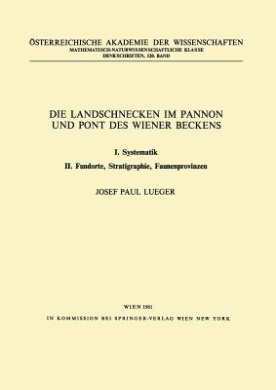 ÖSTERREICHISCHE AKADEMIE DER WISSENSCHAFTEN
MATHEMATISCH-NATURWISSENSCHAFTLICHE KLASSE
DENKSCHRIFTEN, 120. BAND
DIE LANDSCHNECKEN IM PANNON
UND PONT DES WIENER BECKENS
I. Systematik
II. Fundorte, Stratigraphie, Faunenprovinzen
JOSEF PAUL LUEGER
WIEN 1981
IN KOMMISSION BEI SPRINGER-VERLAG WIEN NEW YORK